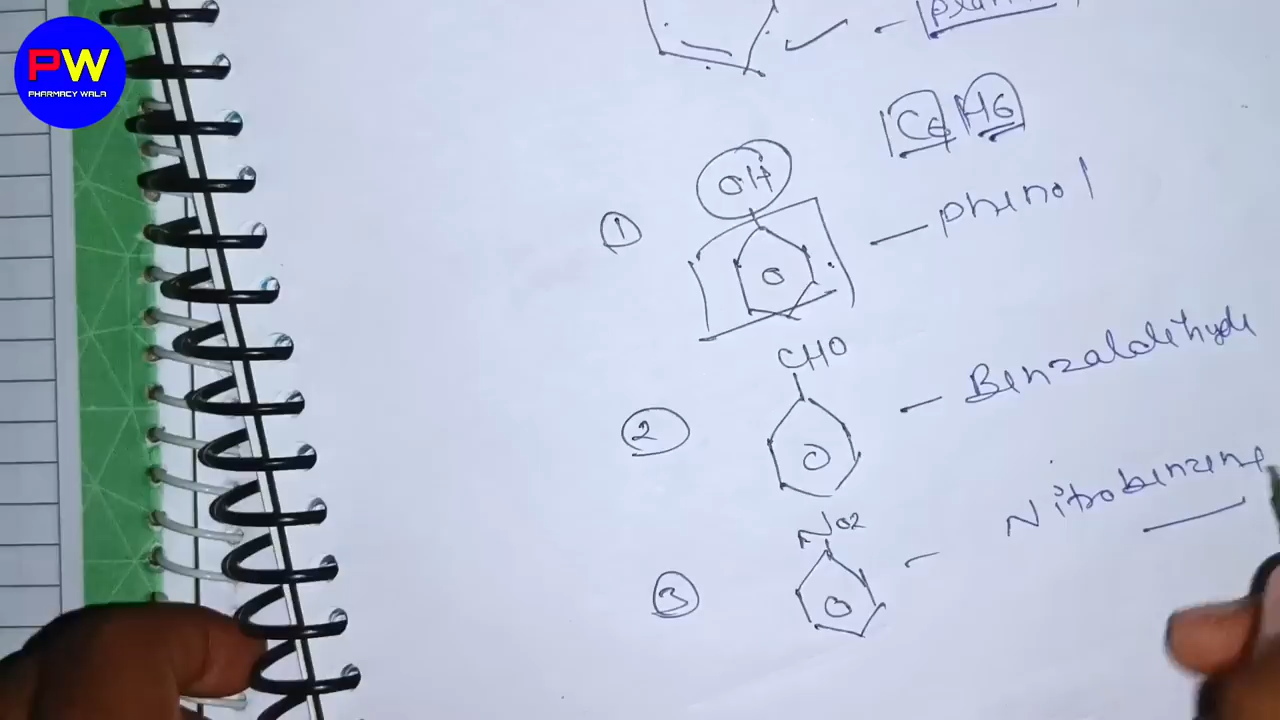 PW
PHARMACY WALA
C6H6
OH
① — phenol
CHO
② — Benzaldehyde
NO2
③ — Nitrobenzene